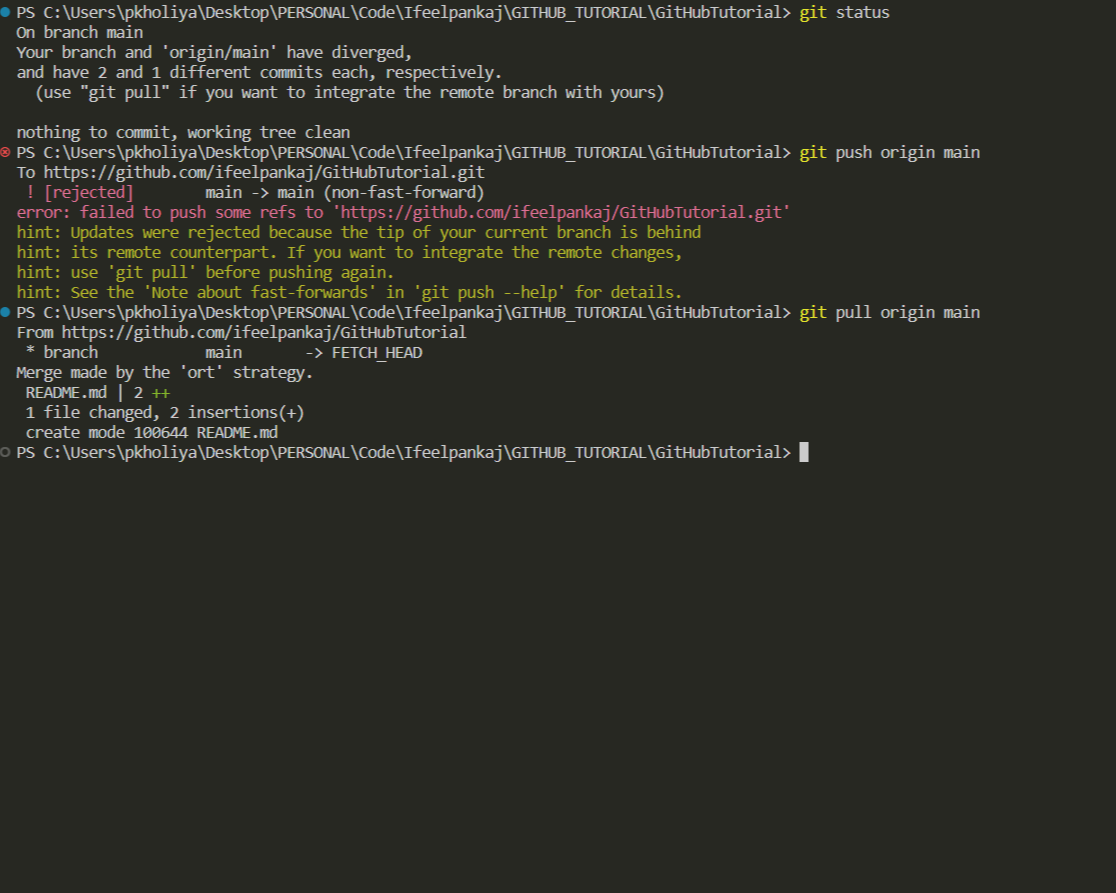 PS C:\Users\pkholiya\Desktop\PERSONAL\Code\Ifeelpankaj\GITHUB_TUTORIAL\GitHubTutorial> git status
On branch main
Your branch and 'origin/main' have diverged,
and have 2 and 1 different commits each, respectively.
  (use "git pull" if you want to integrate the remote branch with yours)

nothing to commit, working tree clean
PS C:\Users\pkholiya\Desktop\PERSONAL\Code\Ifeelpankaj\GITHUB_TUTORIAL\GitHubTutorial> git push origin main
To https://github.com/ifeelpankaj/GitHubTutorial.git
 ! [rejected]        main -> main (non-fast-forward)
error: failed to push some refs to 'https://github.com/ifeelpankaj/GitHubTutorial.git'
hint: Updates were rejected because the tip of your current branch is behind
hint: its remote counterpart. If you want to integrate the remote changes,
hint: use 'git pull' before pushing again.
hint: See the 'Note about fast-forwards' in 'git push --help' for details.
PS C:\Users\pkholiya\Desktop\PERSONAL\Code\Ifeelpankaj\GITHUB_TUTORIAL\GitHubTutorial> git pull origin main
From https://github.com/ifeelpankaj/GitHubTutorial
 * branch            main       -> FETCH_HEAD
Merge made by the 'ort' strategy.
 README.md | 2 ++
 1 file changed, 2 insertions(+)
 create mode 100644 README.md
PS C:\Users\pkholiya\Desktop\PERSONAL\Code\Ifeelpankaj\GITHUB_TUTORIAL\GitHubTutorial>